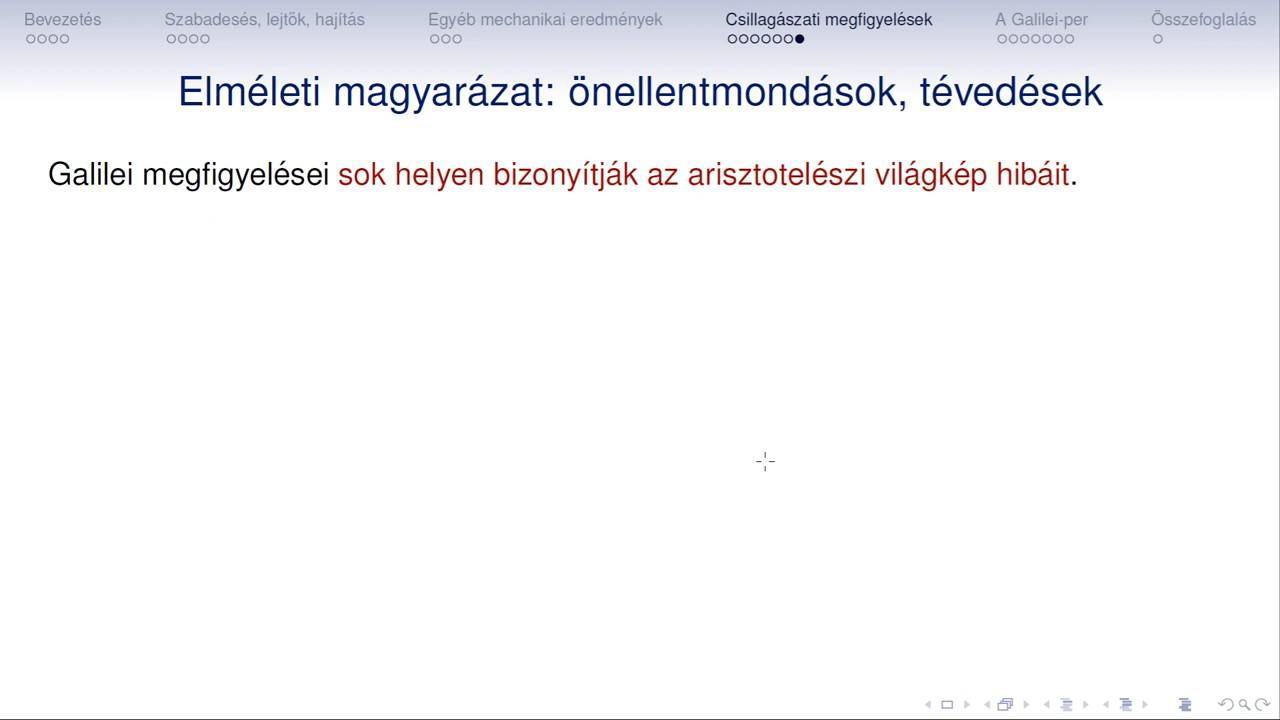 Bevezetés Szabadesés, lejtõk, hajítás Egyéb mechanikai eredmények Csillagászati megfigyelések A Galilei-per Összefoglalás
Elméleti magyarázat: önellentmondások, tévedések
Galilei megfigyelései sok helyen bizonyítják az arisztotelészi világkép hibáit.